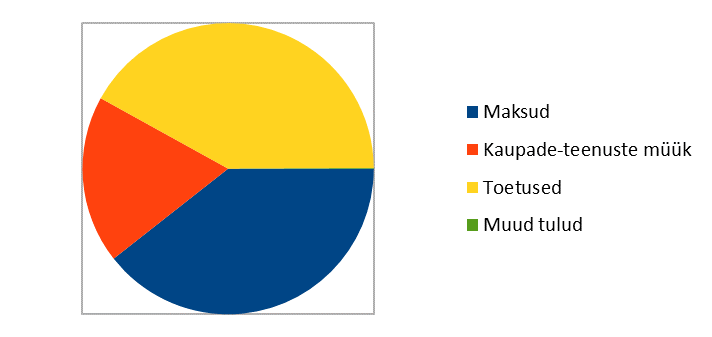 Maksud
Kaupade-teenuste müük
Toetused
Muud tulud